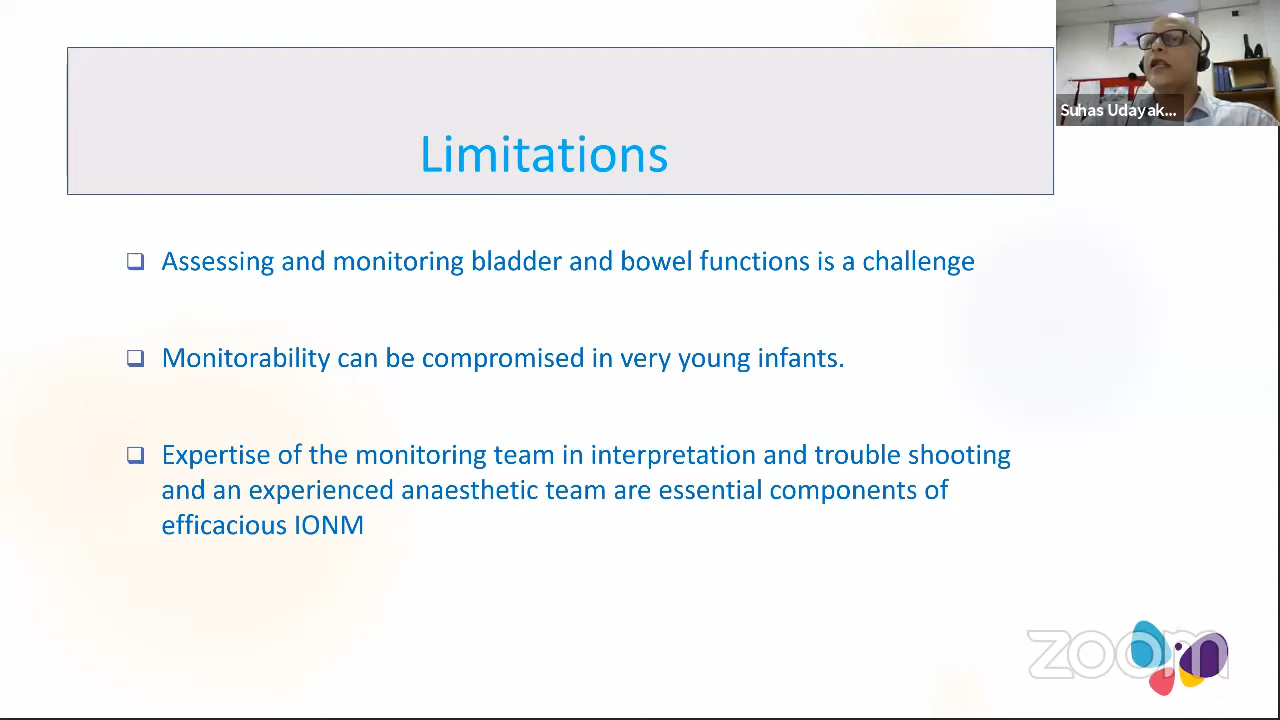 Suhas Udayak...
Limitations
Assessing and monitoring bladder and bowel functions is a challenge
Monitorability can be compromised in very young infants.
Expertise of the monitoring team in interpretation and trouble shooting
and an experienced anaesthetic team are essential components of
efficacious IONM
zoom